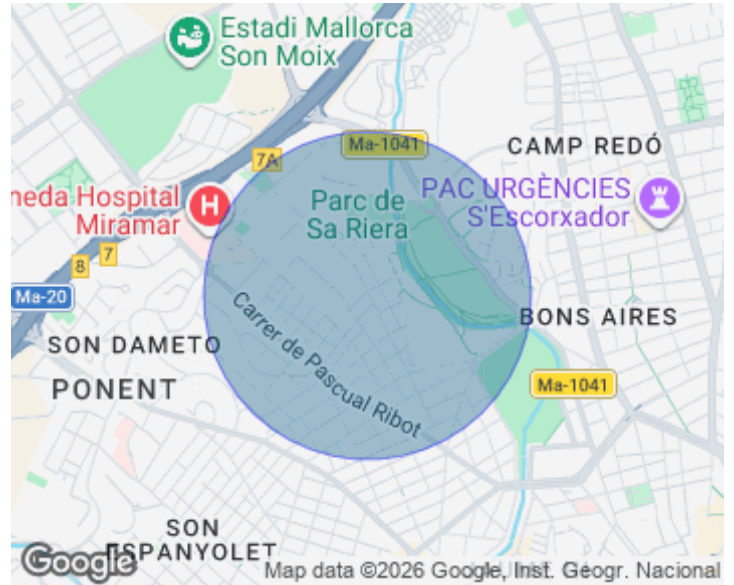 Estadi Mallorca
Son Moix
Ma-1041
CAMP REDÓ
7A
neda Hospital
Miramar
H
Parc de
Sa Riera
PAC URGÈNCIES
S'Escorxador
8
7
Ma-20
Carrer de Pascual Ribot
BONS AIRES
SON DAMETO
PONENT
Ma-1041
SON
ESPANYOLET
Google
Map data ©2026 Google, Inst. Geogr. Nacional